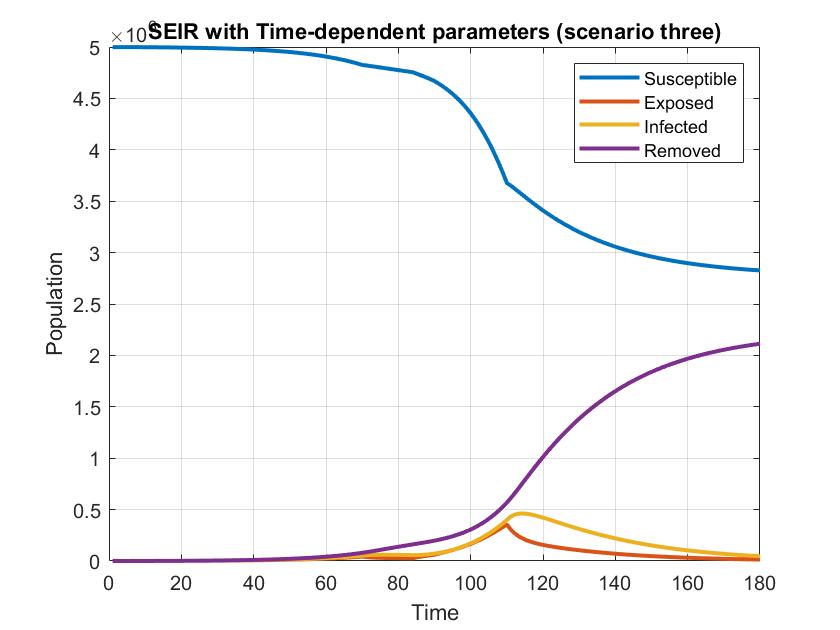 SEIR with Time-dependent parameters (scenario three)
×10
5
4.5
4
3.5
3
2.5
2
1.5
1
0.5
0
Population
Susceptible
Exposed
Infected
Removed
0 20 40 60 80 100 120 140 160 180
Time